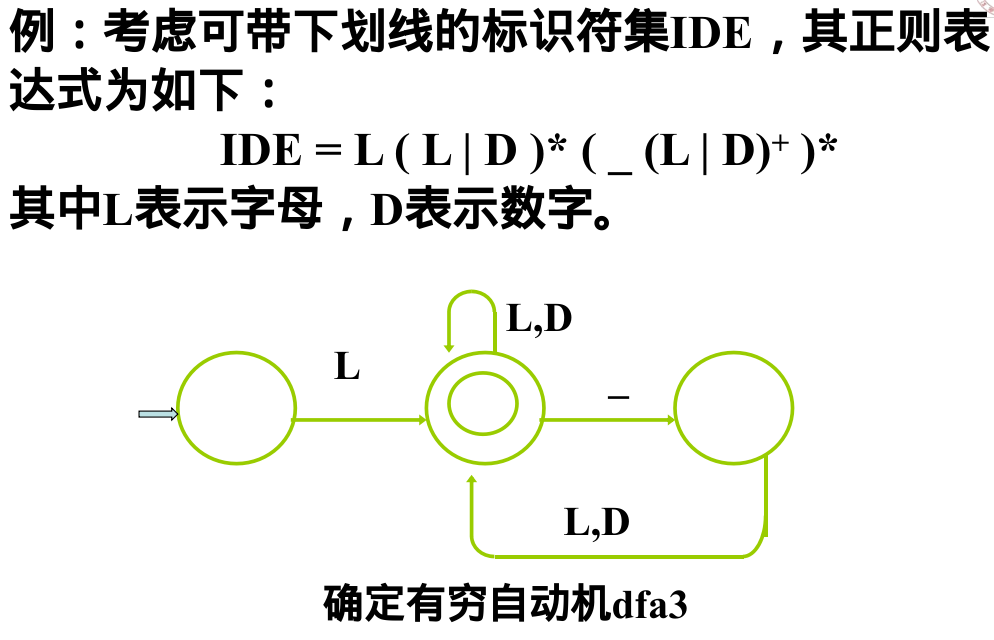 例：考虑可带下划线的标识符集IDE，其正则表
达式为如下：
IDE = L ( L | D )* ( _ (L | D)⁺ )*
其中L表示字母，D表示数字。
L,D
L
_
L,D
确定有穷自动机dfa3